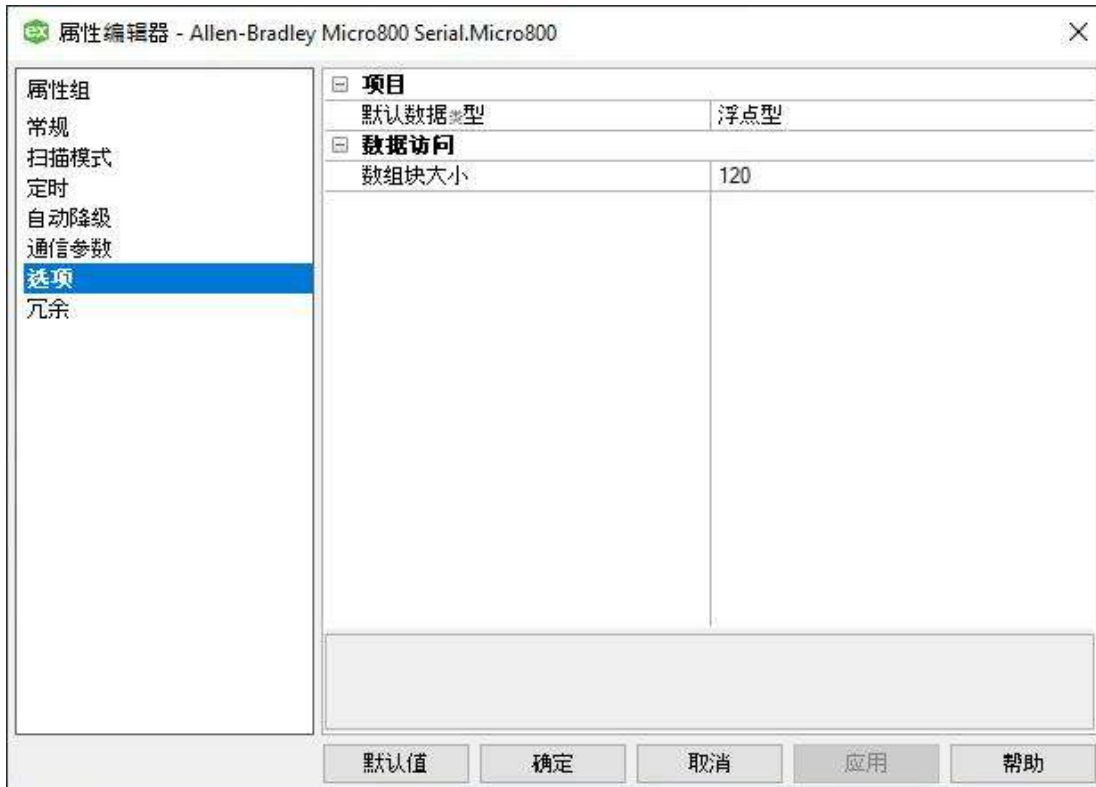 属性编辑器 - Allen-Bradley Micro800 Serial.Micro800
属性组
常规
扫描模式
定时
自动降级
通信参数
选项
冗余
项目
默认数据类型 浮点型
数据访问
数组块大小 120
默认值 确定 取消 应用 帮助